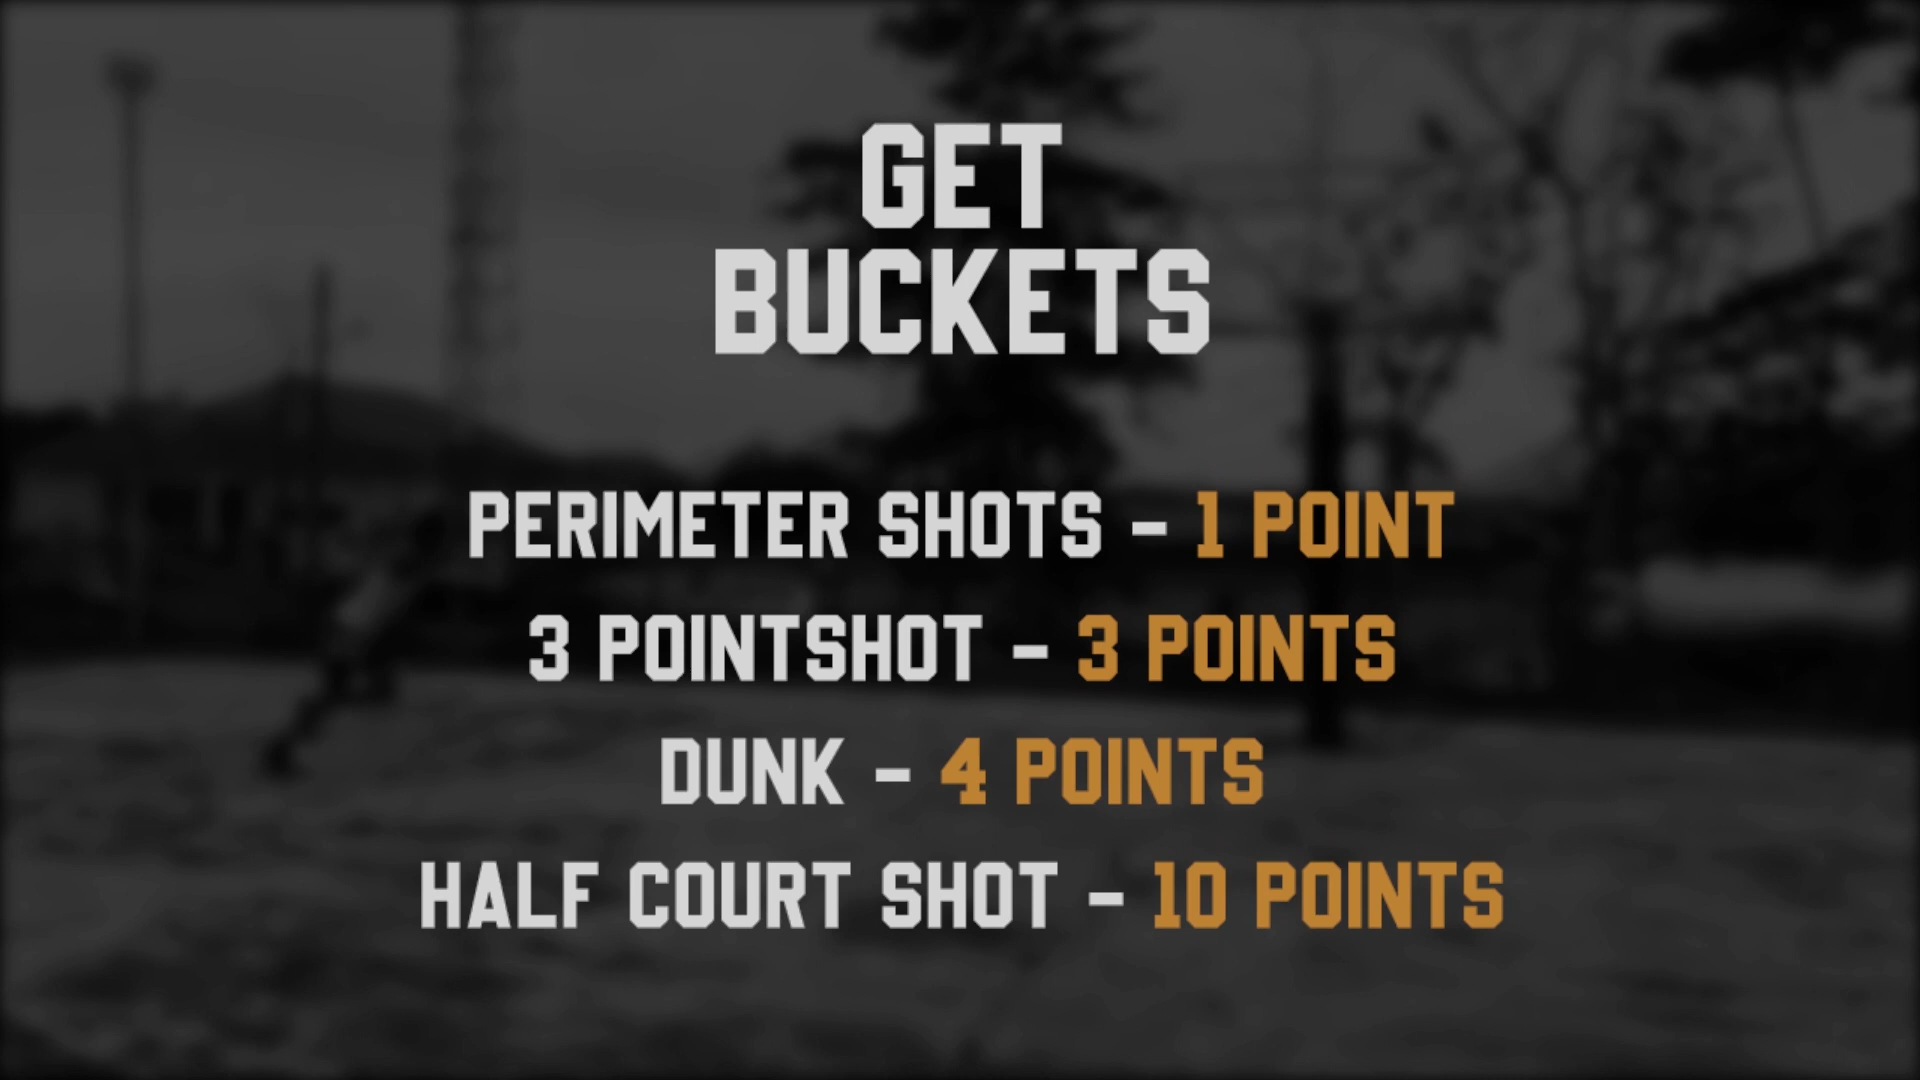 GET
BUCKETS
PERIMETER SHOTS - 1 POINT
3 POINTSHOT - 3 POINTS
DUNK - 4 POINTS
HALF COURT SHOT - 10 POINTS